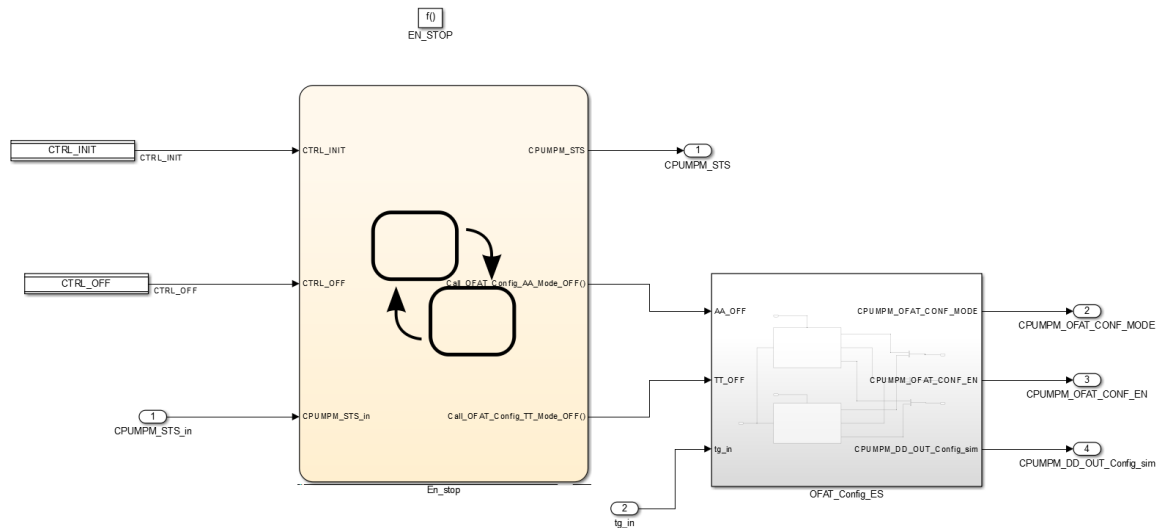 f()
EN_STOP
CTRL_INIT
CTRL_INIT
CTRL_INIT
CPUMPM_STS
1
CPUMPM_STS
CTRL_OFF
CTRL_OFF
CTRL_OFF
Call_OFAT_Config_AA_Mode_OFF()
AA_OFF
CPUMPM_OFAT_CONF_MODE
2
CPUMPM_OFAT_CONF_MODE
TT_OFF
CPUMPM_OFAT_CONF_EN
3
CPUMPM_OFAT_CONF_EN
1
CPUMPM_STS_in
CPUMPM_STS_in
Call_OFAT_Config_TT_Mode_OFF()
tg_in
CPUMPM_DD_OUT_Config_sim
4
CPUMPM_DD_OUT_Config_sim
En_stop
OFAT_Config_ES
2
tg_in